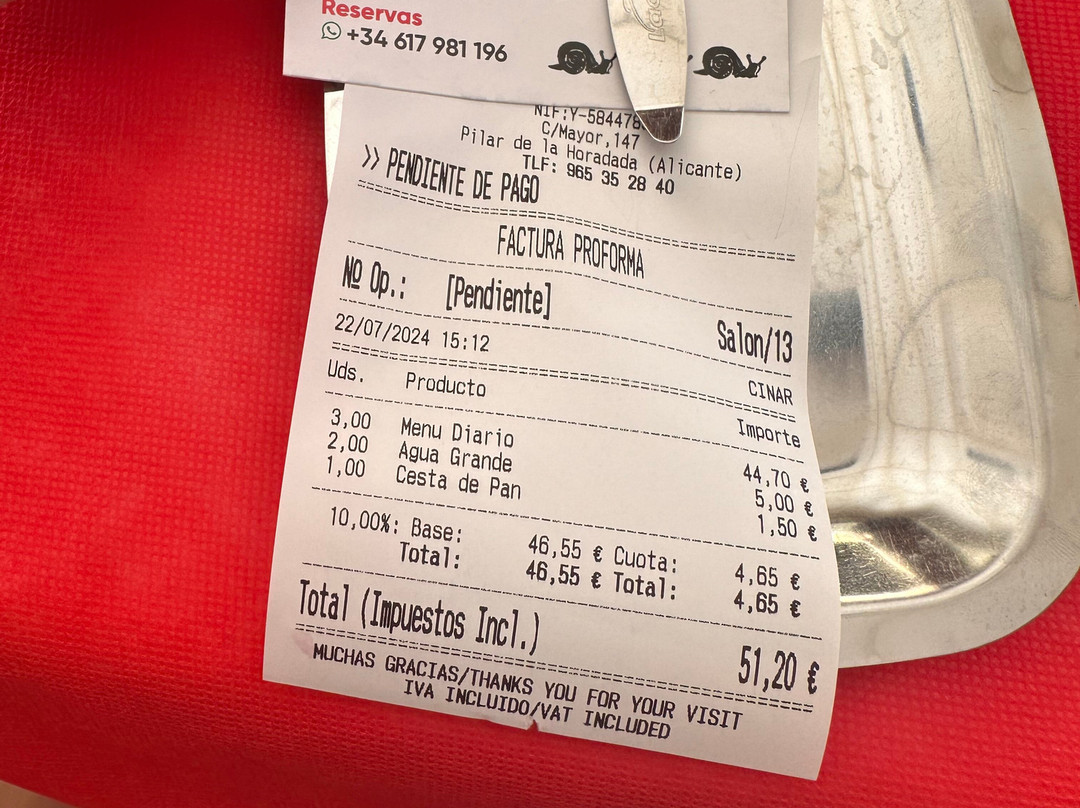 Reservas
+34 617 981 196
NIF:Y-584478
C/Mayor,147
Pilar de la Horadada (Alicante)
TLF: 965 35 28 40
>> PENDIENTE DE PAGO
FACTURA PROFORMA
Nº Op.: [Pendiente] Salon/13
22/07/2024 15:12 CINAR
Uds. Producto Importe
3,00 Menu Diario 44,70 €
2,00 Agua Grande 5,00 €
1,00 Cesta de Pan 1,50 €
10,00%: Base: 46,55 € Cuota: 4,65 €
Total: 46,55 € Total: 4,65 €
Total (Impuestos Incl.) 51,20 €
MUCHAS GRACIAS/THANKS YOU FOR YOUR VISIT
IVA INCLUIDO/VAT INCLUDED